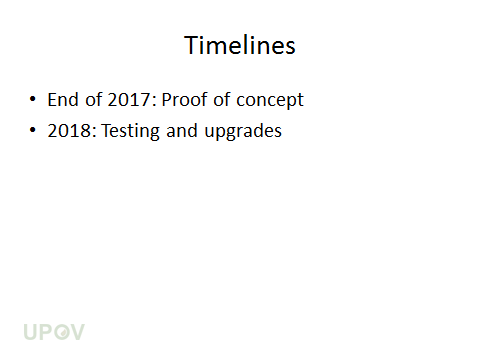 Timelines
• End of 2017: Proof of concept
• 2018: Testing and upgrades
UPOV